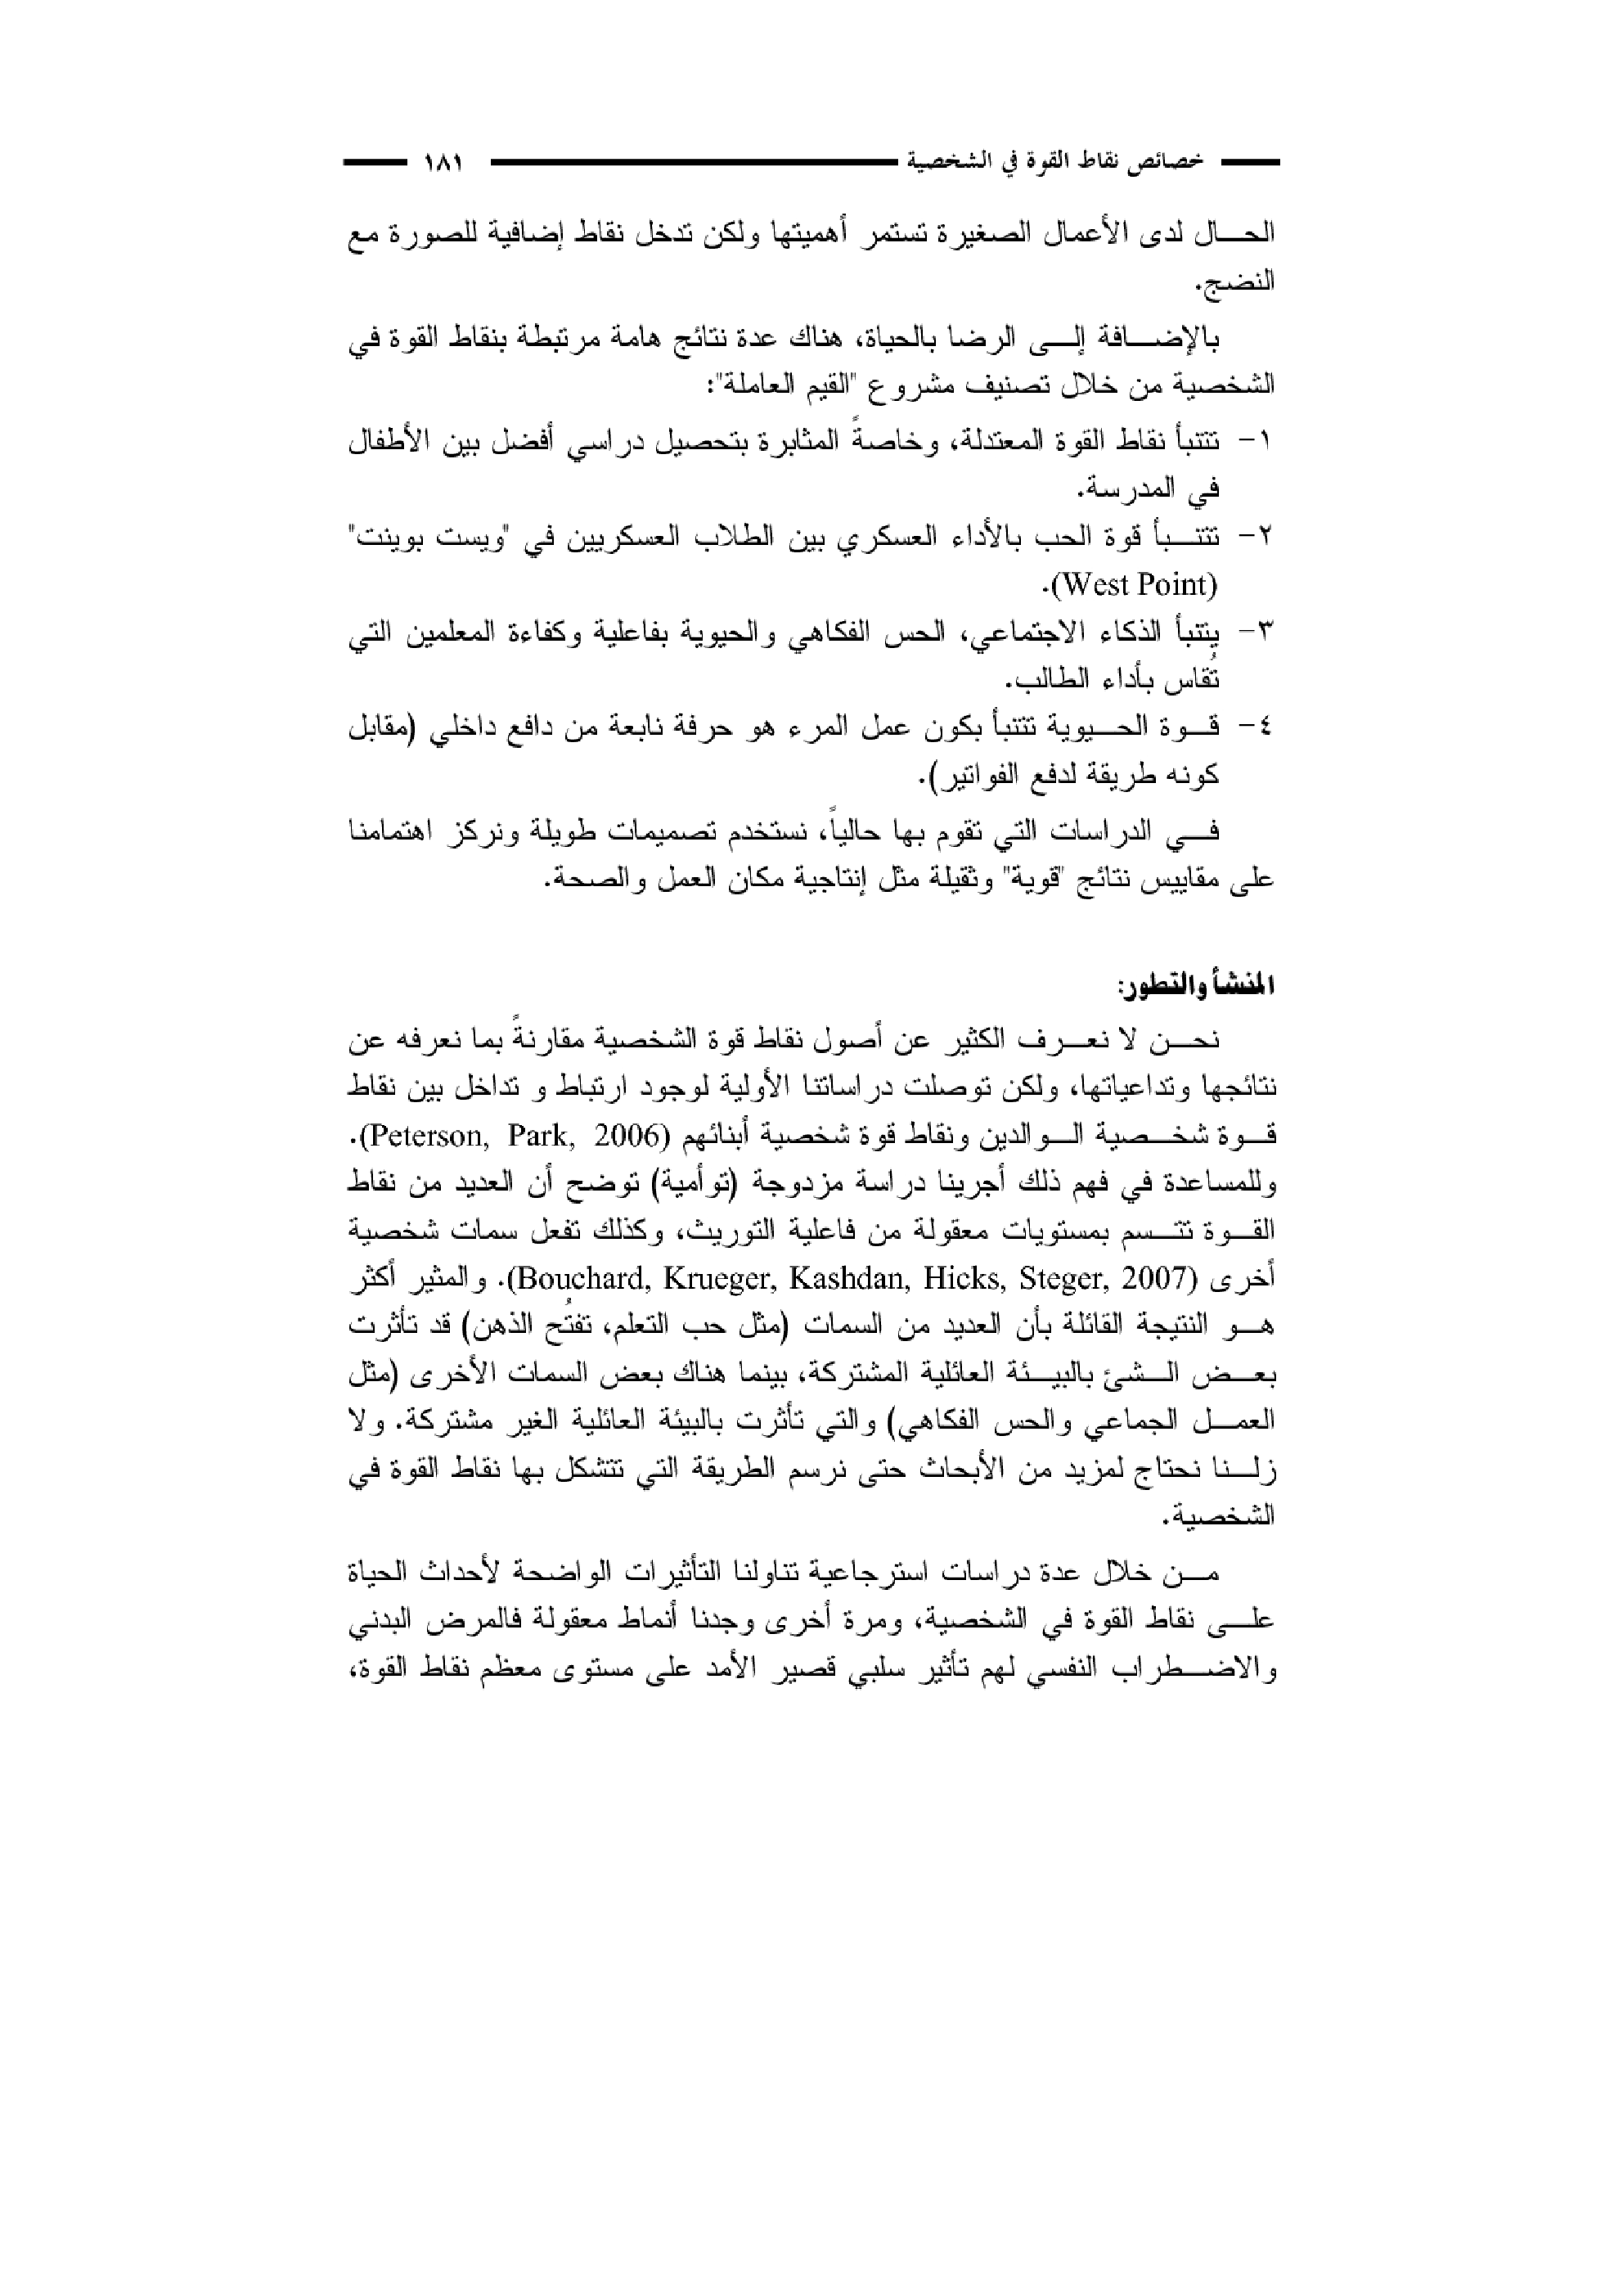 خصائص نقاط القوة في الشخصية ١٨١
الحال لدى الأعمال الصغيرة تستمر أهميتها ولكن تدخل نقاط إضافية للصورة مع
النضج.
بالإضافة إلى الرضا بالحياة، هناك عدة نتائج هامة مرتبطة بنقاط القوة في
الشخصية من خلال تصنيف مشروع "القيم العاملة":
١- تتنبأ نقاط القوة المعتدلة، وخاصةً المثابرة بتحصيل دراسي أفضل بين الأطفال
في المدرسة.
٢- تتنبأ قوة الحب بالأداء العسكري بين الطلاب العسكريين في "ويست بوينت"
(West Point).
٣- يتنبأ الذكاء الاجتماعي، الحس الفكاهي والحيوية بفاعلية وكفاءة المعلمين التي
تُقاس بأداء الطالب.
٤- قوة الحيوية تتنبأ بكون عمل المرء هو حرفة نابعة من دافع داخلي (مقابل
كونه طريقة لدفع الفواتير).
في الدراسات التي تقوم بها حالياً، نستخدم تصميمات طويلة ونركز اهتمامنا
على مقاييس نتائج "قوية" وثقيلة مثل إنتاجية مكان العمل والصحة.
المنشأ والتطور:
نحن لا نعرف الكثير عن أصول نقاط قوة الشخصية مقارنةً بما نعرفه عن
نتائجها وتداعياتها، ولكن توصلت دراساتنا الأولية لوجود ارتباط و تداخل بين نقاط
قوة شخصية الوالدين ونقاط قوة شخصية أبنائهم (Peterson, Park, 2006).
وللمساعدة في فهم ذلك أجرينا دراسة مزدوجة (توأمية) توضح أن العديد من نقاط
القوة تتسم بمستويات معقولة من فاعلية التوريث، وكذلك تفعل سمات شخصية
أخرى (Bouchard, Krueger, Kashdan, Hicks, Steger, 2007). والمثير أكثر
هو النتيجة القائلة بأن العديد من السمات (مثل حب التعلم، تفتُح الذهن) قد تأثرت
بعض الشئ بالبيئة العائلية المشتركة، بينما هناك بعض السمات الأخرى (مثل
العمل الجماعي والحس الفكاهي) والتي تأثرت بالبيئة العائلية الغير مشتركة. ولا
زلنا نحتاج لمزيد من الأبحاث حتى نرسم الطريقة التي تتشكل بها نقاط القوة في
الشخصية.
من خلال عدة دراسات استرجاعية تناولنا التأثيرات الواضحة لأحداث الحياة
على نقاط القوة في الشخصية، ومرة أخرى وجدنا أنماط معقولة فالمرض البدني
والاضطراب النفسي لهم تأثير سلبي قصير الأمد على مستوى معظم نقاط القوة،